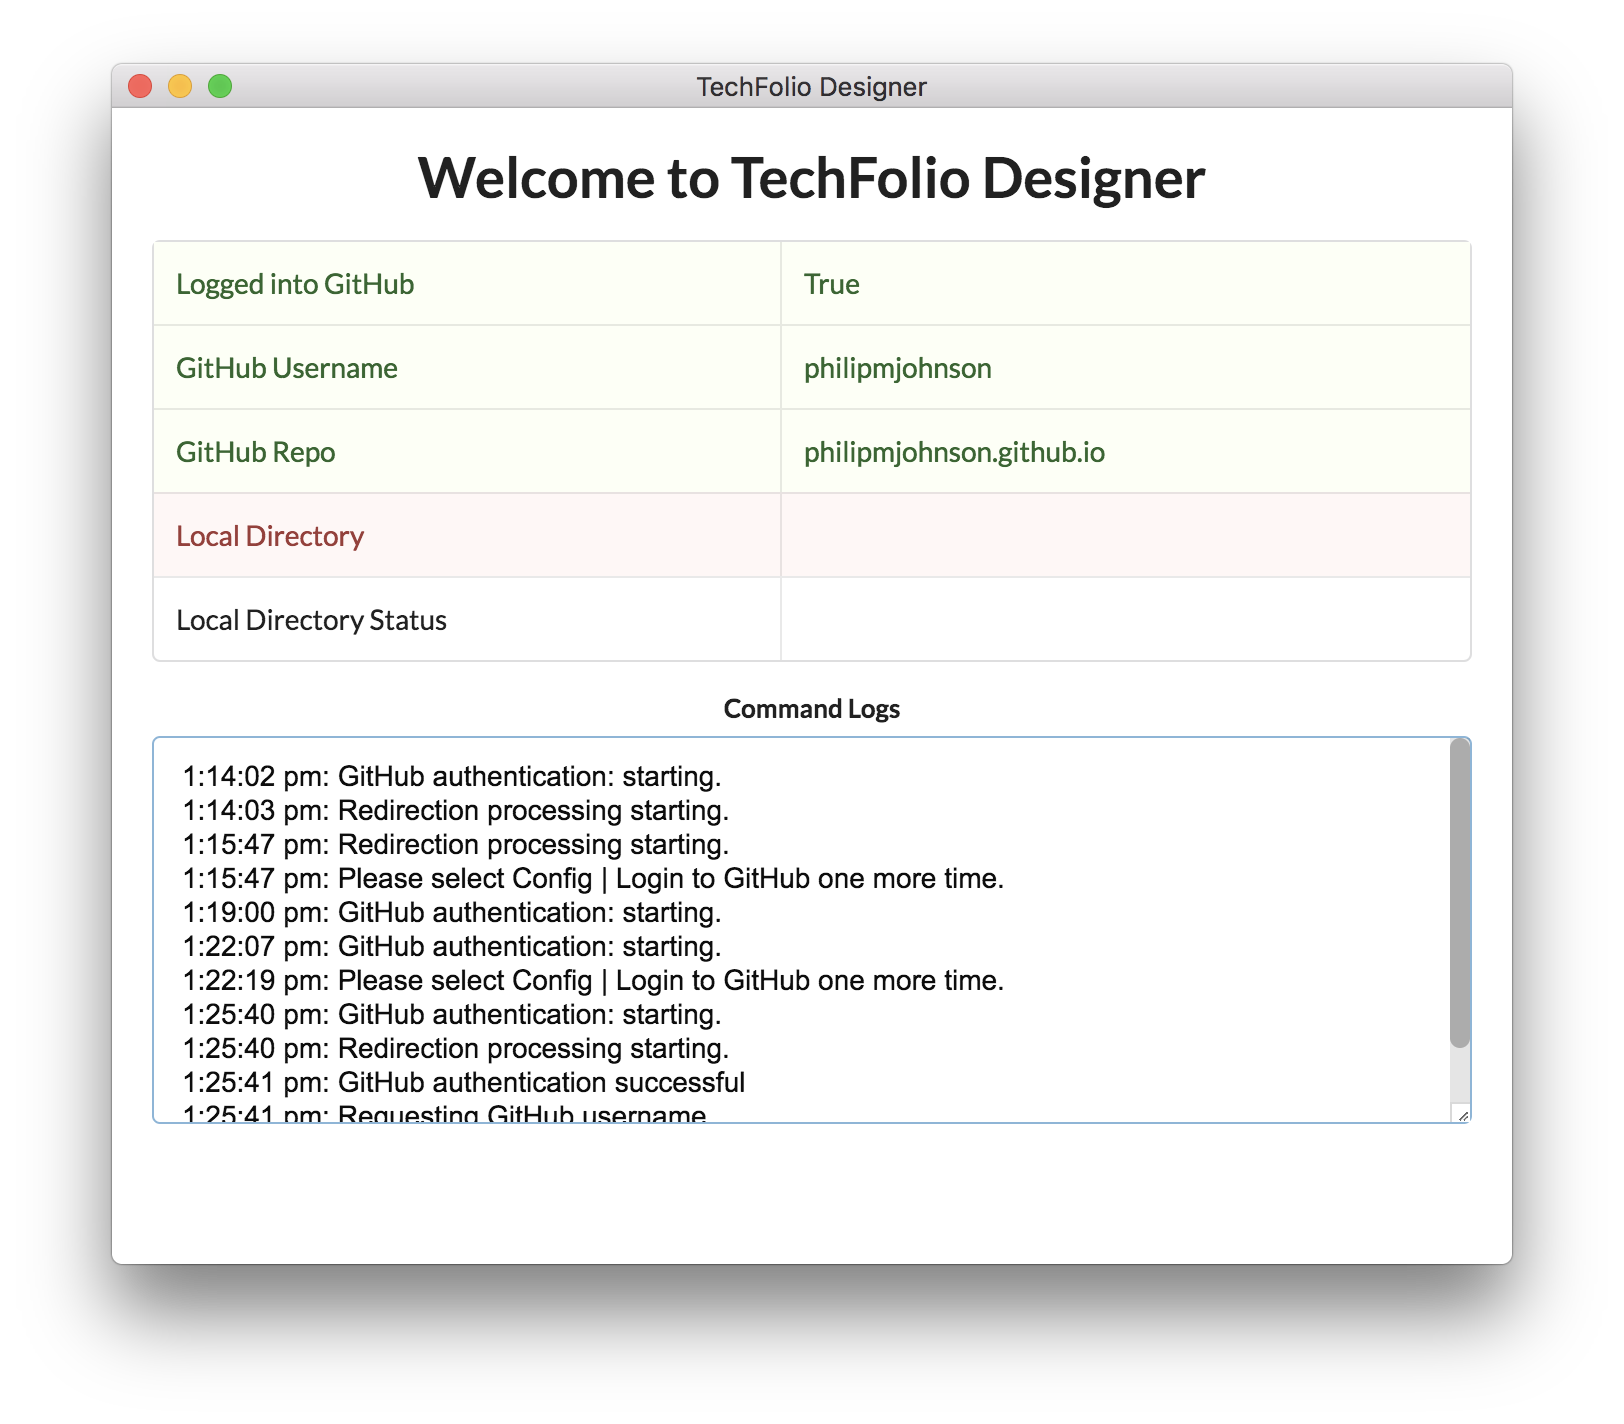 TechFolio Designer
Welcome to TechFolio Designer
Logged into GitHub True
GitHub Username philipmjohnson
GitHub Repo philipmjohnson.github.io
Local Directory
Local Directory Status
Command Logs
1:14:02 pm: GitHub authentication: starting.
1:14:03 pm: Redirection processing starting.
1:15:47 pm: Redirection processing starting.
1:15:47 pm: Please select Config | Login to GitHub one more time.
1:19:00 pm: GitHub authentication: starting.
1:22:07 pm: GitHub authentication: starting.
1:22:19 pm: Please select Config | Login to GitHub one more time.
1:25:40 pm: GitHub authentication: starting.
1:25:40 pm: Redirection processing starting.
1:25:41 pm: GitHub authentication successful
1:25:41 pm: Requesting GitHub username